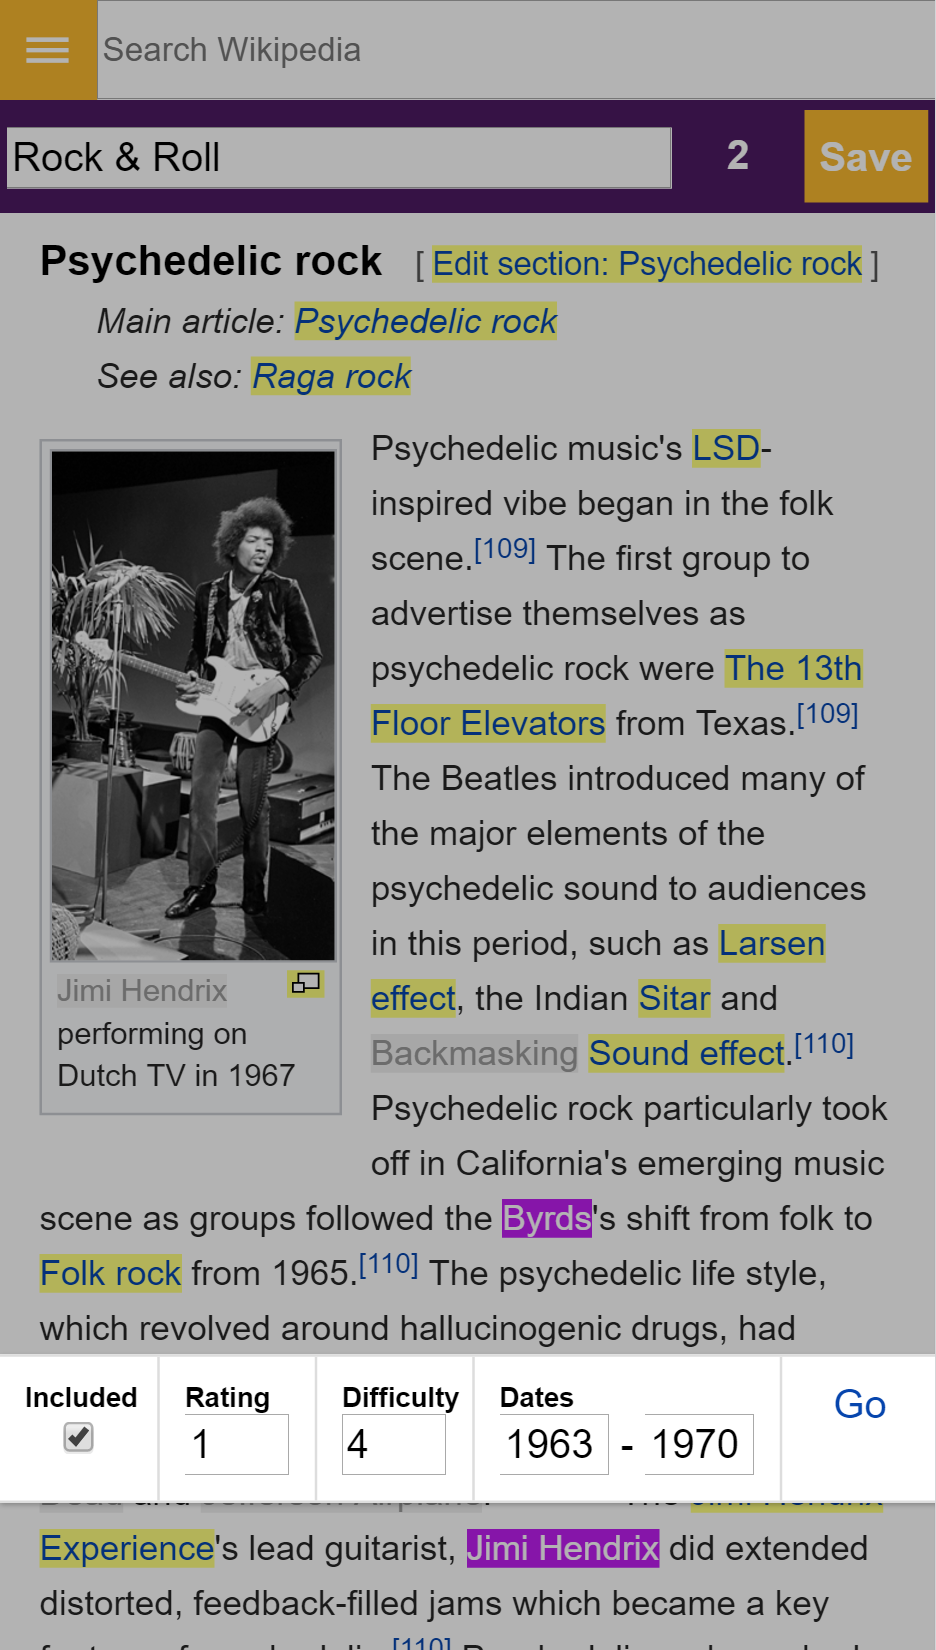 Search Wikipedia
Rock & Roll
2
Save
Psychedelic rock [ Edit section: Psychedelic rock ]
Main article: Psychedelic rock
See also: Raga rock
Psychedelic music's LSD-
inspired vibe began in the folk
scene.[109] The first group to
advertise themselves as
psychedelic rock were The 13th
Floor Elevators from Texas.[109]
The Beatles introduced many of
the major elements of the
psychedelic sound to audiences
in this period, such as Larsen
effect, the Indian Sitar and
Backmasking Sound effect.[110]
Psychedelic rock particularly took
off in California's emerging music
Jimi Hendrix
performing on
Dutch TV in 1967
scene as groups followed the Byrds's shift from folk to
Folk rock from 1965.[110] The psychedelic life style,
which revolved around hallucinogenic drugs, had
Included
Rating
1
Difficulty
4
Dates
1963 - 1970
Go
and Jefferson Airplane. The Jimi Hendrix
Experience's lead guitarist, Jimi Hendrix did extended
distorted, feedback-filled jams which became a key
[110]